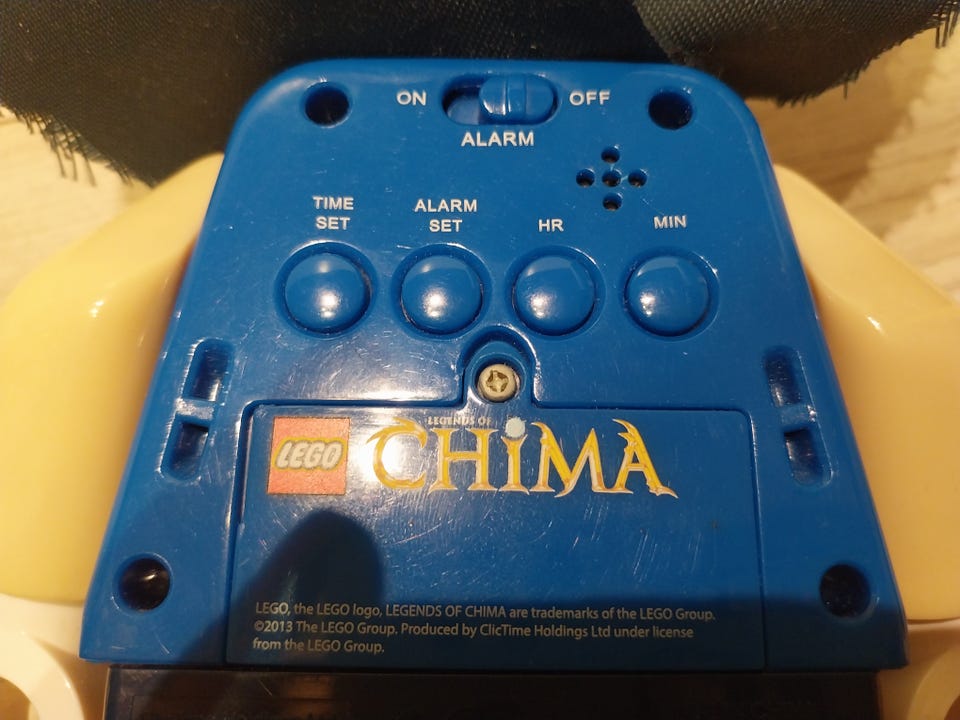 ON OFF
ALARM
TIME SET
ALARM SET
HR
MIN
LEGO
LEGENDS OF
CHIMA
LEGO, the LEGO logo, LEGENDS OF CHIMA are trademarks of the LEGO Group.
©2013 The LEGO Group. Produced by ClicTime Holdings Ltd under license
from the LEGO Group.